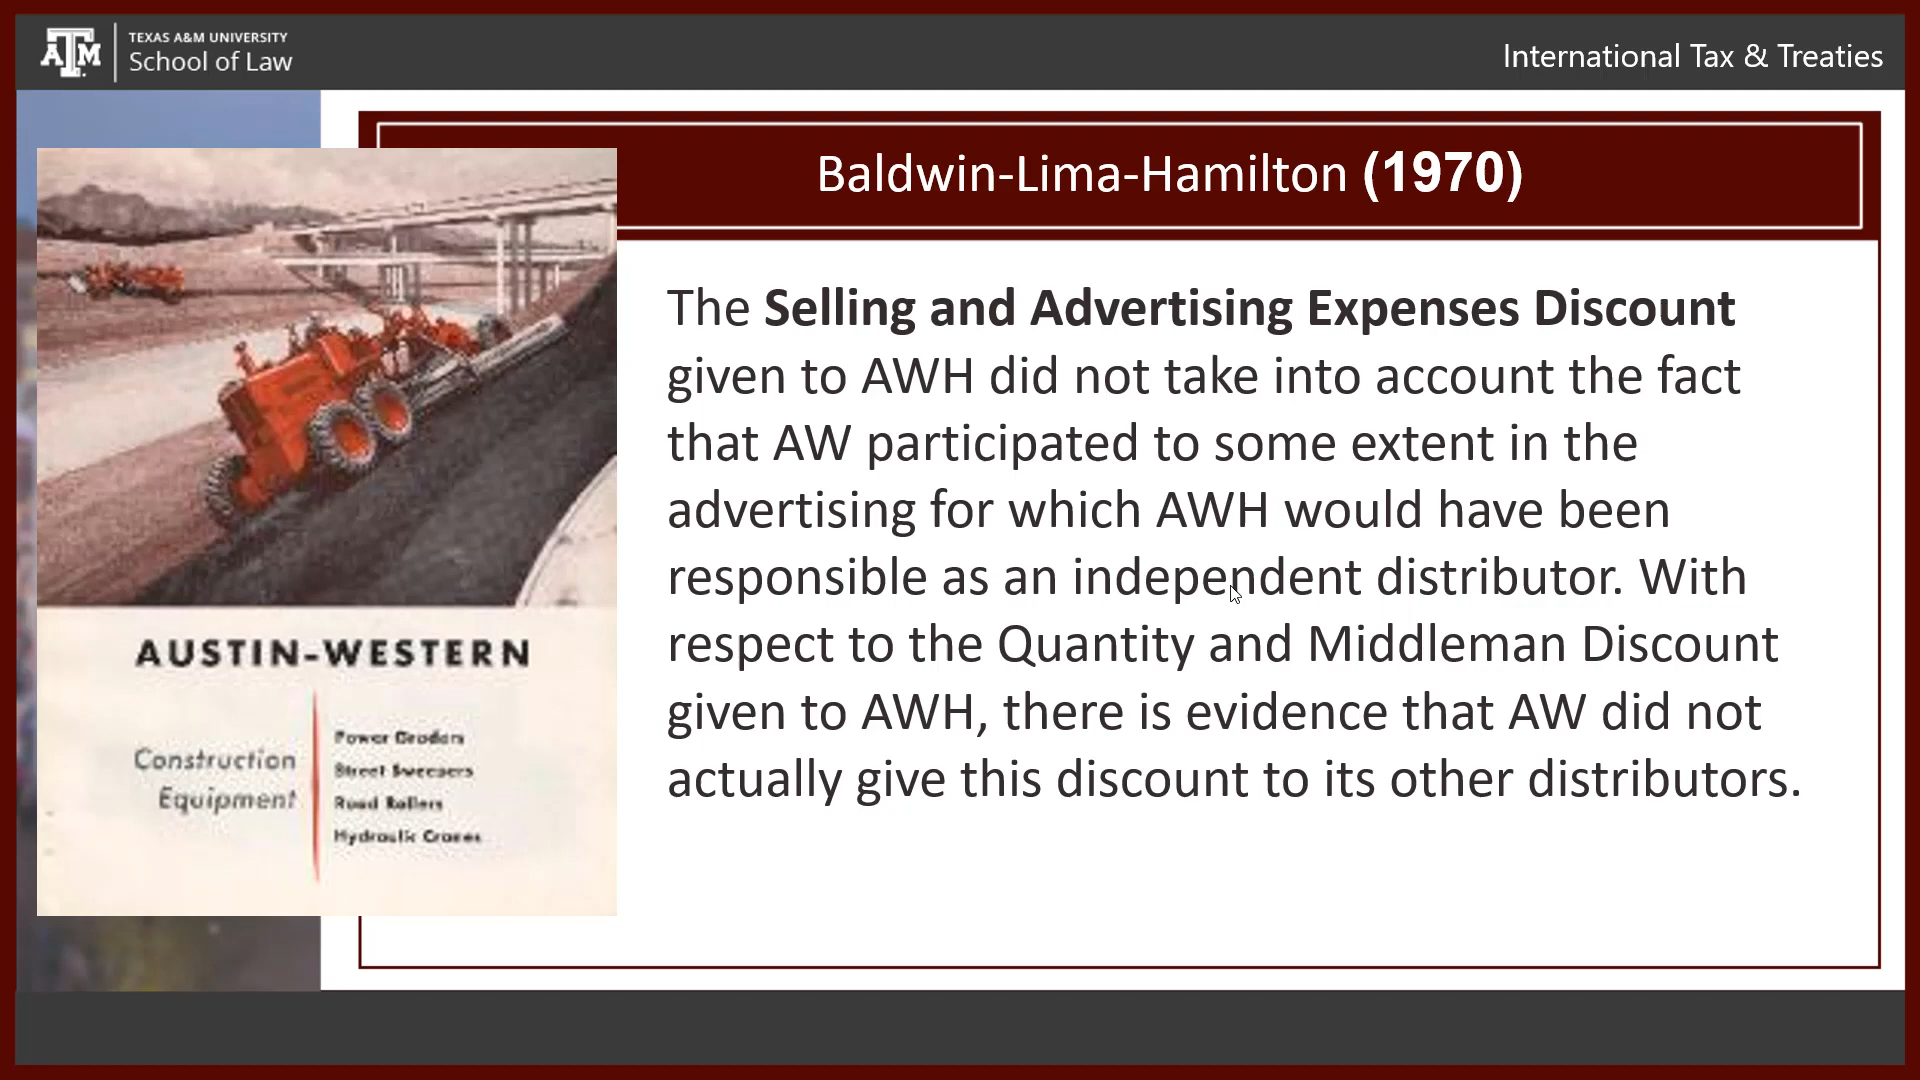 TEXAS A&M UNIVERSITY
School of Law
International Tax & Treaties
Baldwin-Lima-Hamilton (1970)
The Selling and Advertising Expenses Discount
given to AWH did not take into account the fact
that AW participated to some extent in the
advertising for which AWH would have been
responsible as an independent distributor. With
respect to the Quantity and Middleman Discount
given to AWH, there is evidence that AW did not
actually give this discount to its other distributors.
AUSTIN-WESTERN
Construction
Equipment
Power Graders
Street Sweepers
Road Rollers
Hydraulic Cranes